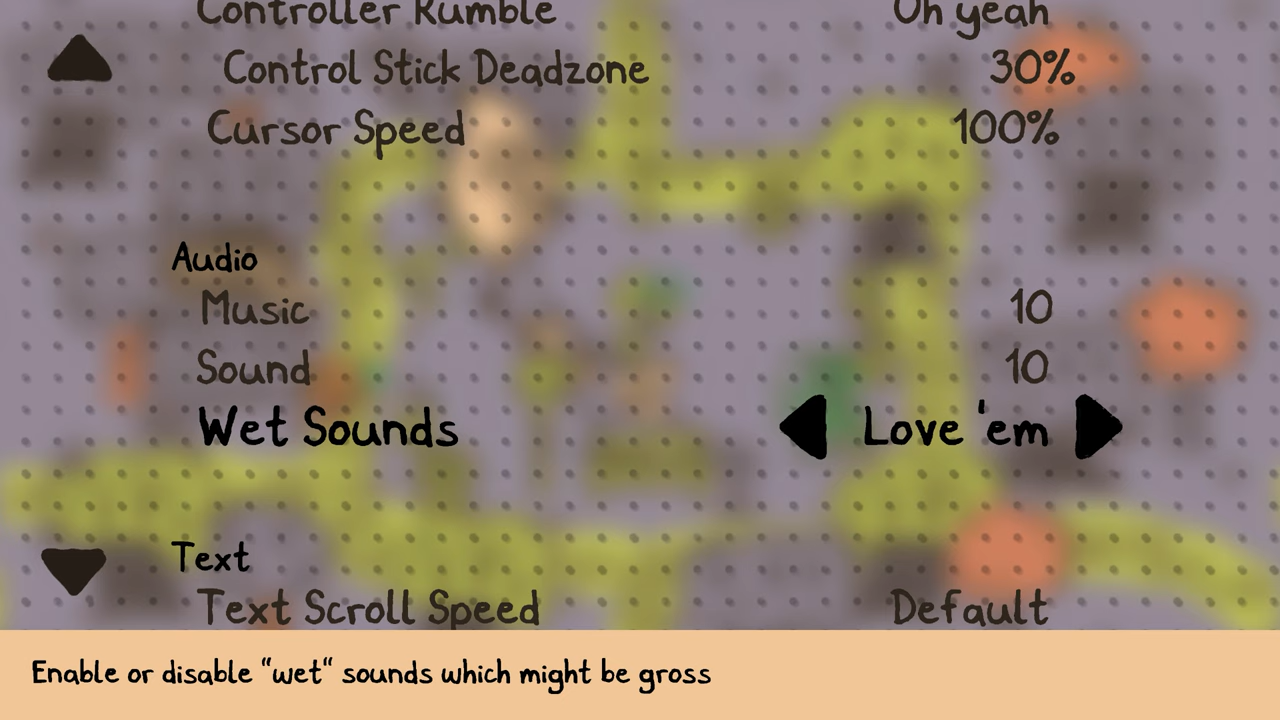 Controller Rumble Oh yeah
Control Stick Deadzone 30%
Cursor Speed 100%
Audio
Music 10
Sound 10
Wet Sounds Love 'em
Text
Text Scroll Speed Default
Enable or disable "wet" sounds which might be gross